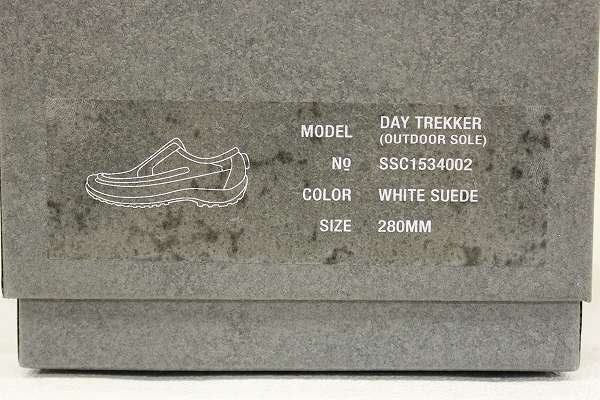 MODEL DAY TREKKER
(OUTDOOR SOLE)
Nº SSC1534002
COLOR WHITE SUEDE
SIZE 280MM